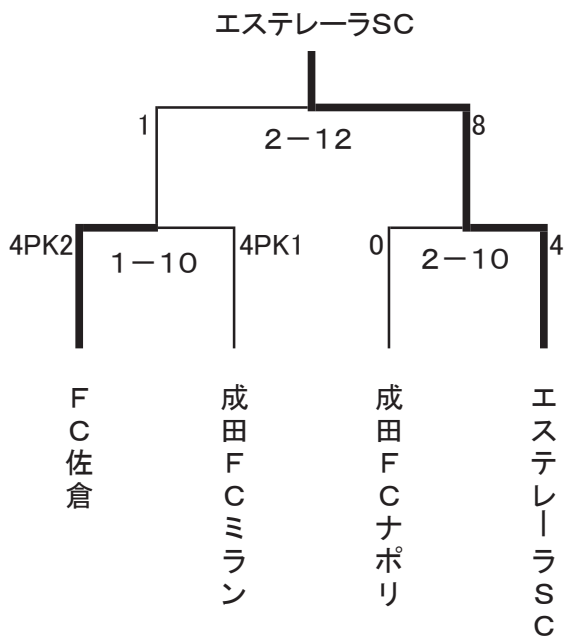 エステレーラSC
1
2－12
8
4PK2
1－10
4PK1
0
2－10
4
FC佐倉
成田FCミラン
成田FCナポリ
エステレーラSC